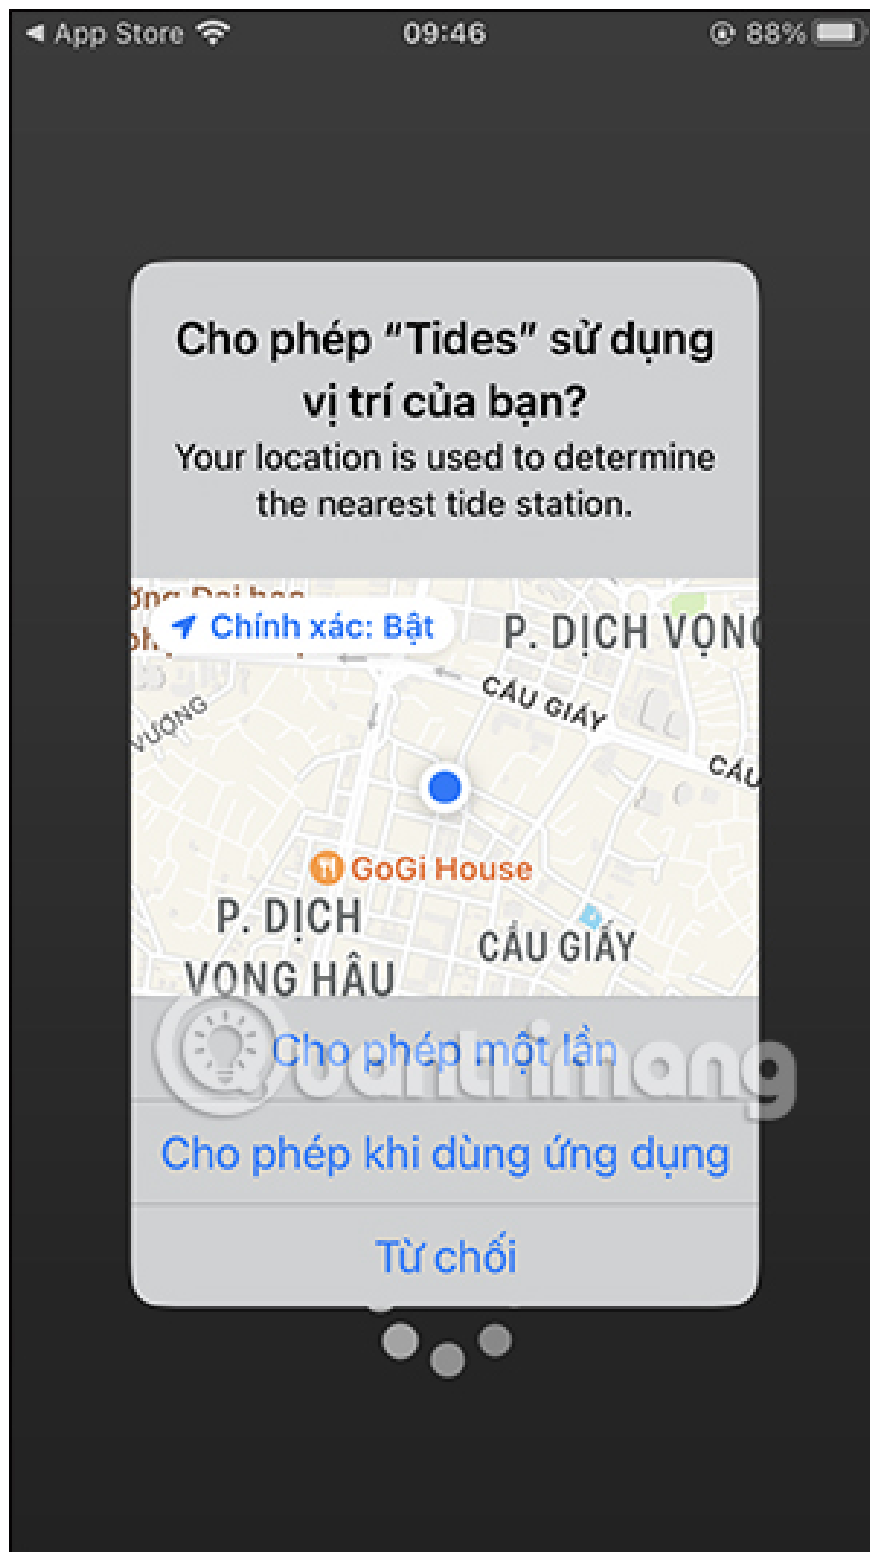 App Store
09:46
88%
Cho phép “Tides” sử dụng
vị trí của bạn?
Your location is used to determine
the nearest tide station.
Chính xác: Bật
P. DỊCH VỌNG
CẦU GIẤY
VƯỢNG
CẦU
GoGi House
P. DỊCH
VỌNG HẬU
CẦU GIẤY
Cho phép một lần
Quantrimang
Cho phép khi dùng ứng dụng
Từ chối